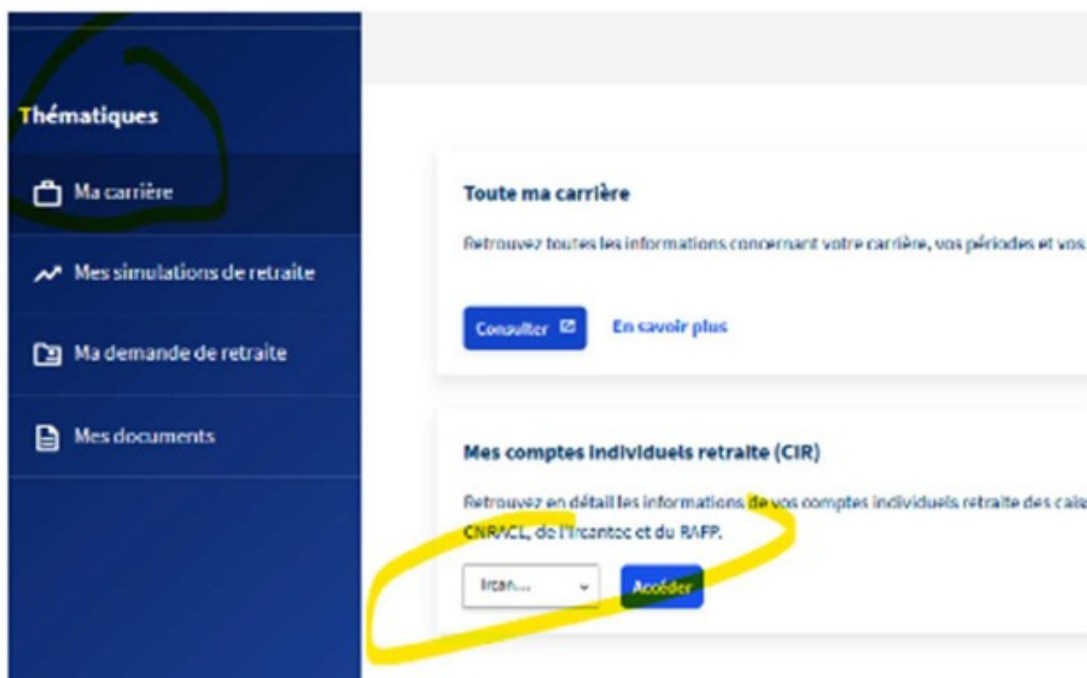 Thématiques
Ma carrière
Mes simulations de retraite
Ma demande de retraite
Mes documents
Toute ma carrière
Retrouvez toutes les informations concernant votre carrière, vos périodes et vos
Consulter
En savoir plus
Mes comptes individuels retraite (CIR)
Retrouvez en détail les informations de vos comptes individuels retraite des cais
CNRACL, de l'Ircantec et du RAFP.
Ircan...
Accéder